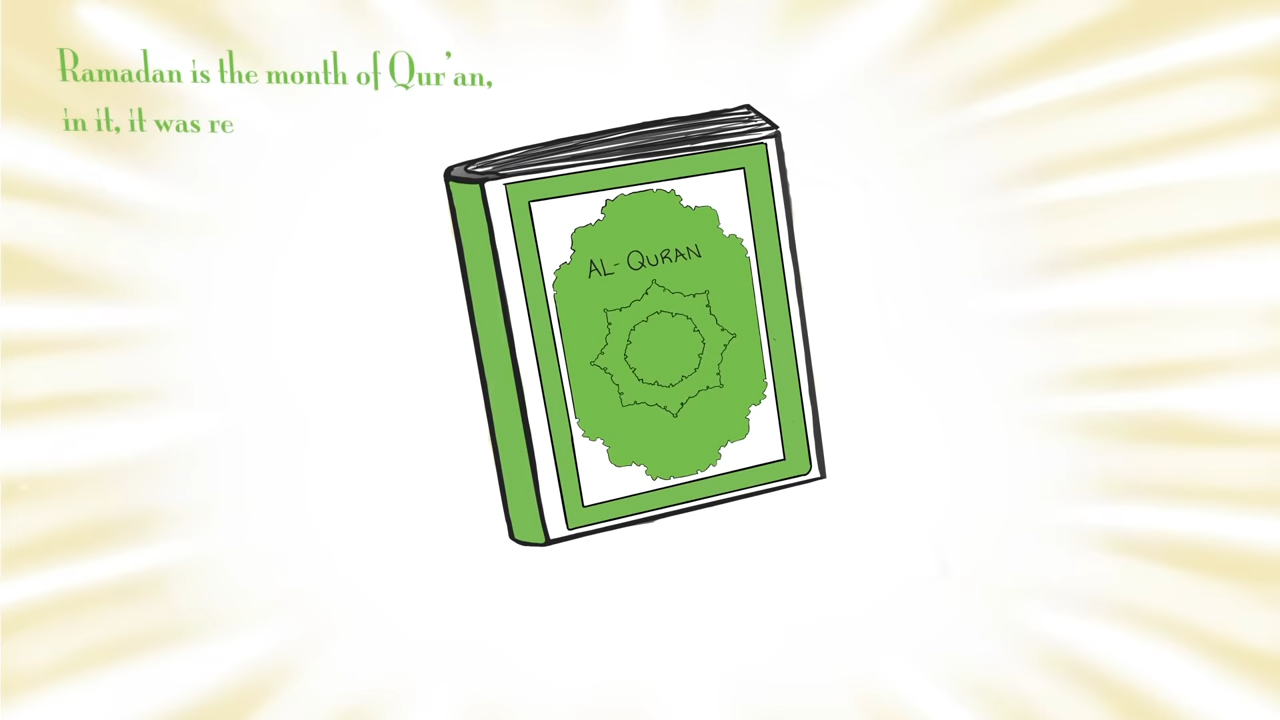 Ramadan is the month of Qur'an,
in it, it was re
AL-QURAN